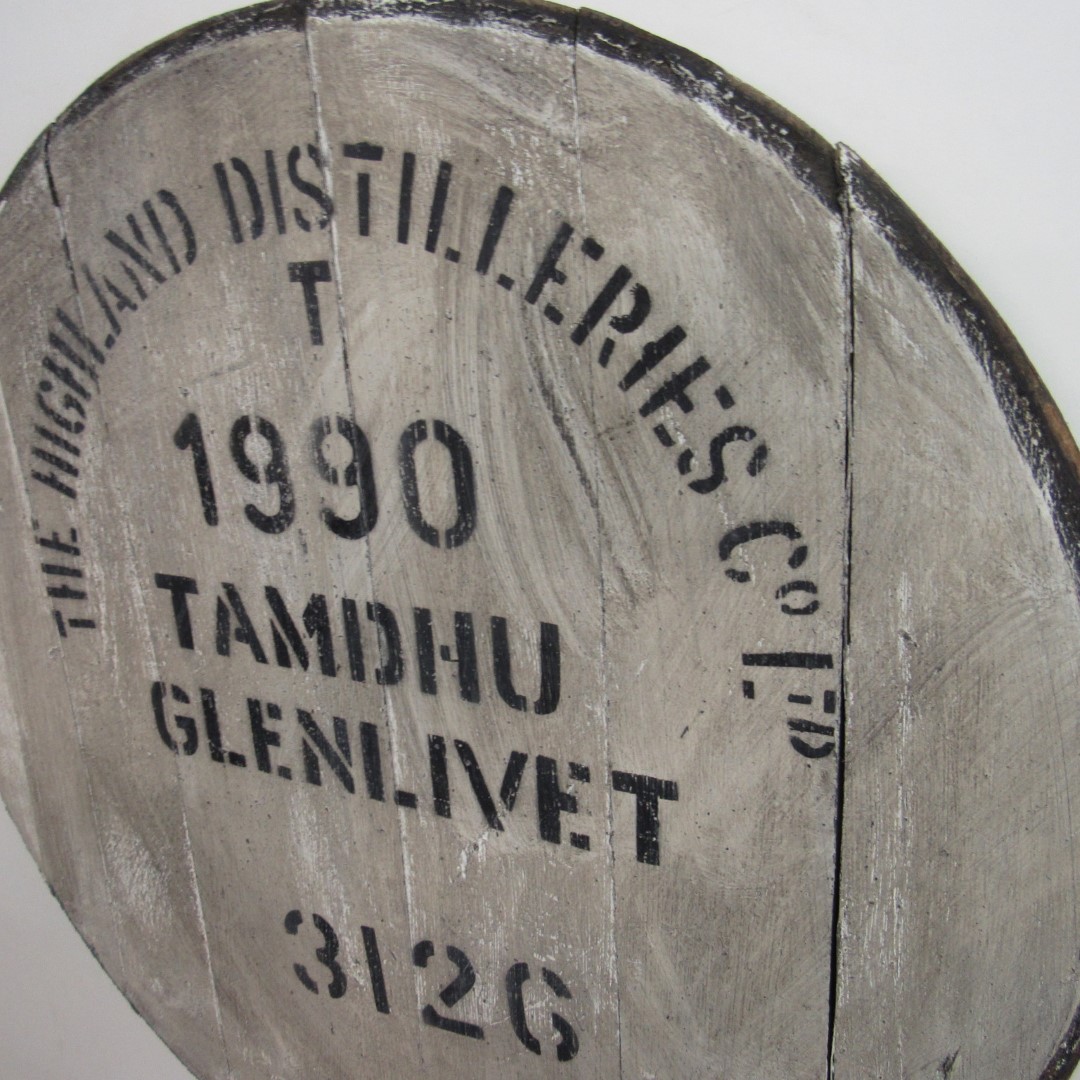 THE HIGHLAND DISTILLERIES Co LTD
T
1990
TAMDHU
GLENLIVET
3126